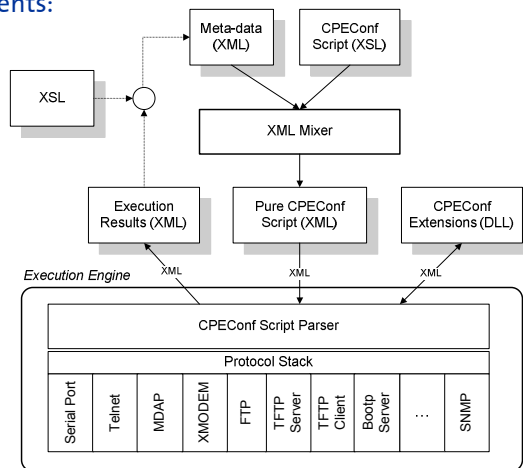 ents:
Meta-data
(XML)
CPEConf
Script (XSL)
XSL
XML Mixer
Execution
Results (XML)
Pure CPEConf
Script (XML)
CPEConf
Extensions (DLL)
Execution Engine
XML
XML
XML
CPEConf Script Parser
Protocol Stack
Serial Port
Telnet
MDAP
XMODEM
FTP
TFTP
Server
TFTP
Client
Bootp
Server
...
SNMP